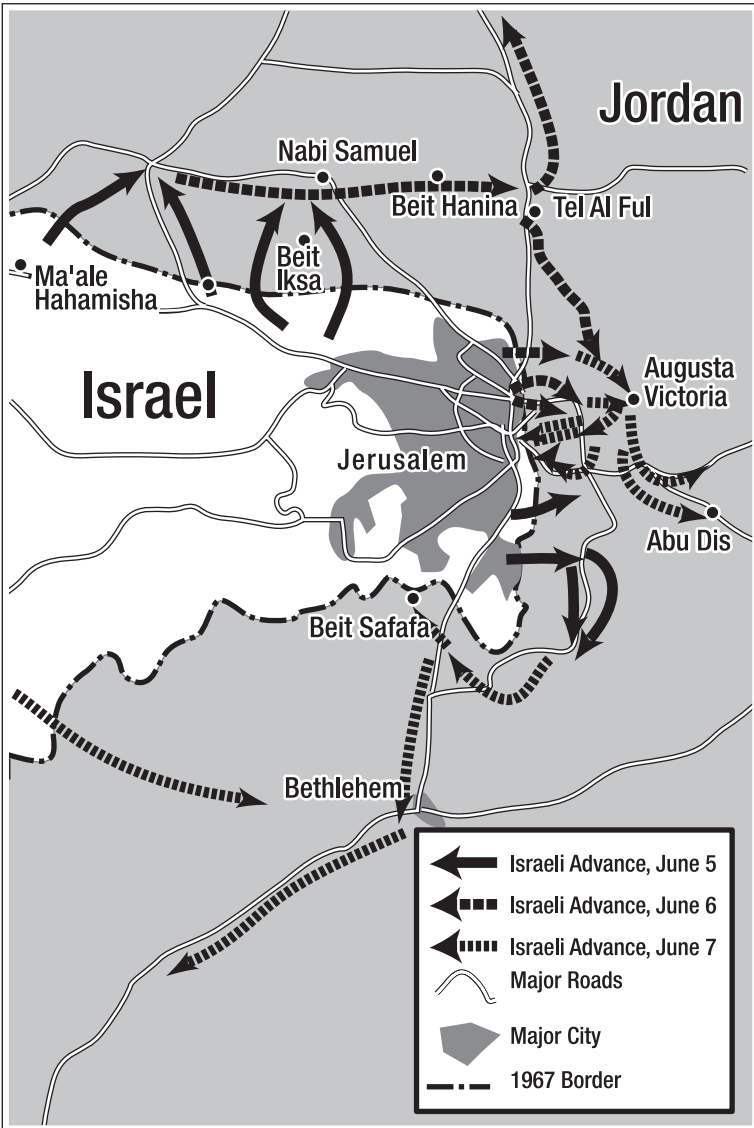 Jordan
Nabi Samuel
Beit Hanina
Tel Al Ful
Beit
Iksa
Ma'ale
Hahamisha
Israel
Augusta
Victoria
Jerusalem
Abu Dis
Beit Safafa
Bethlehem
Israeli Advance, June 5
Israeli Advance, June 6
Israeli Advance, June 7
Major Roads
Major City
1967 Border